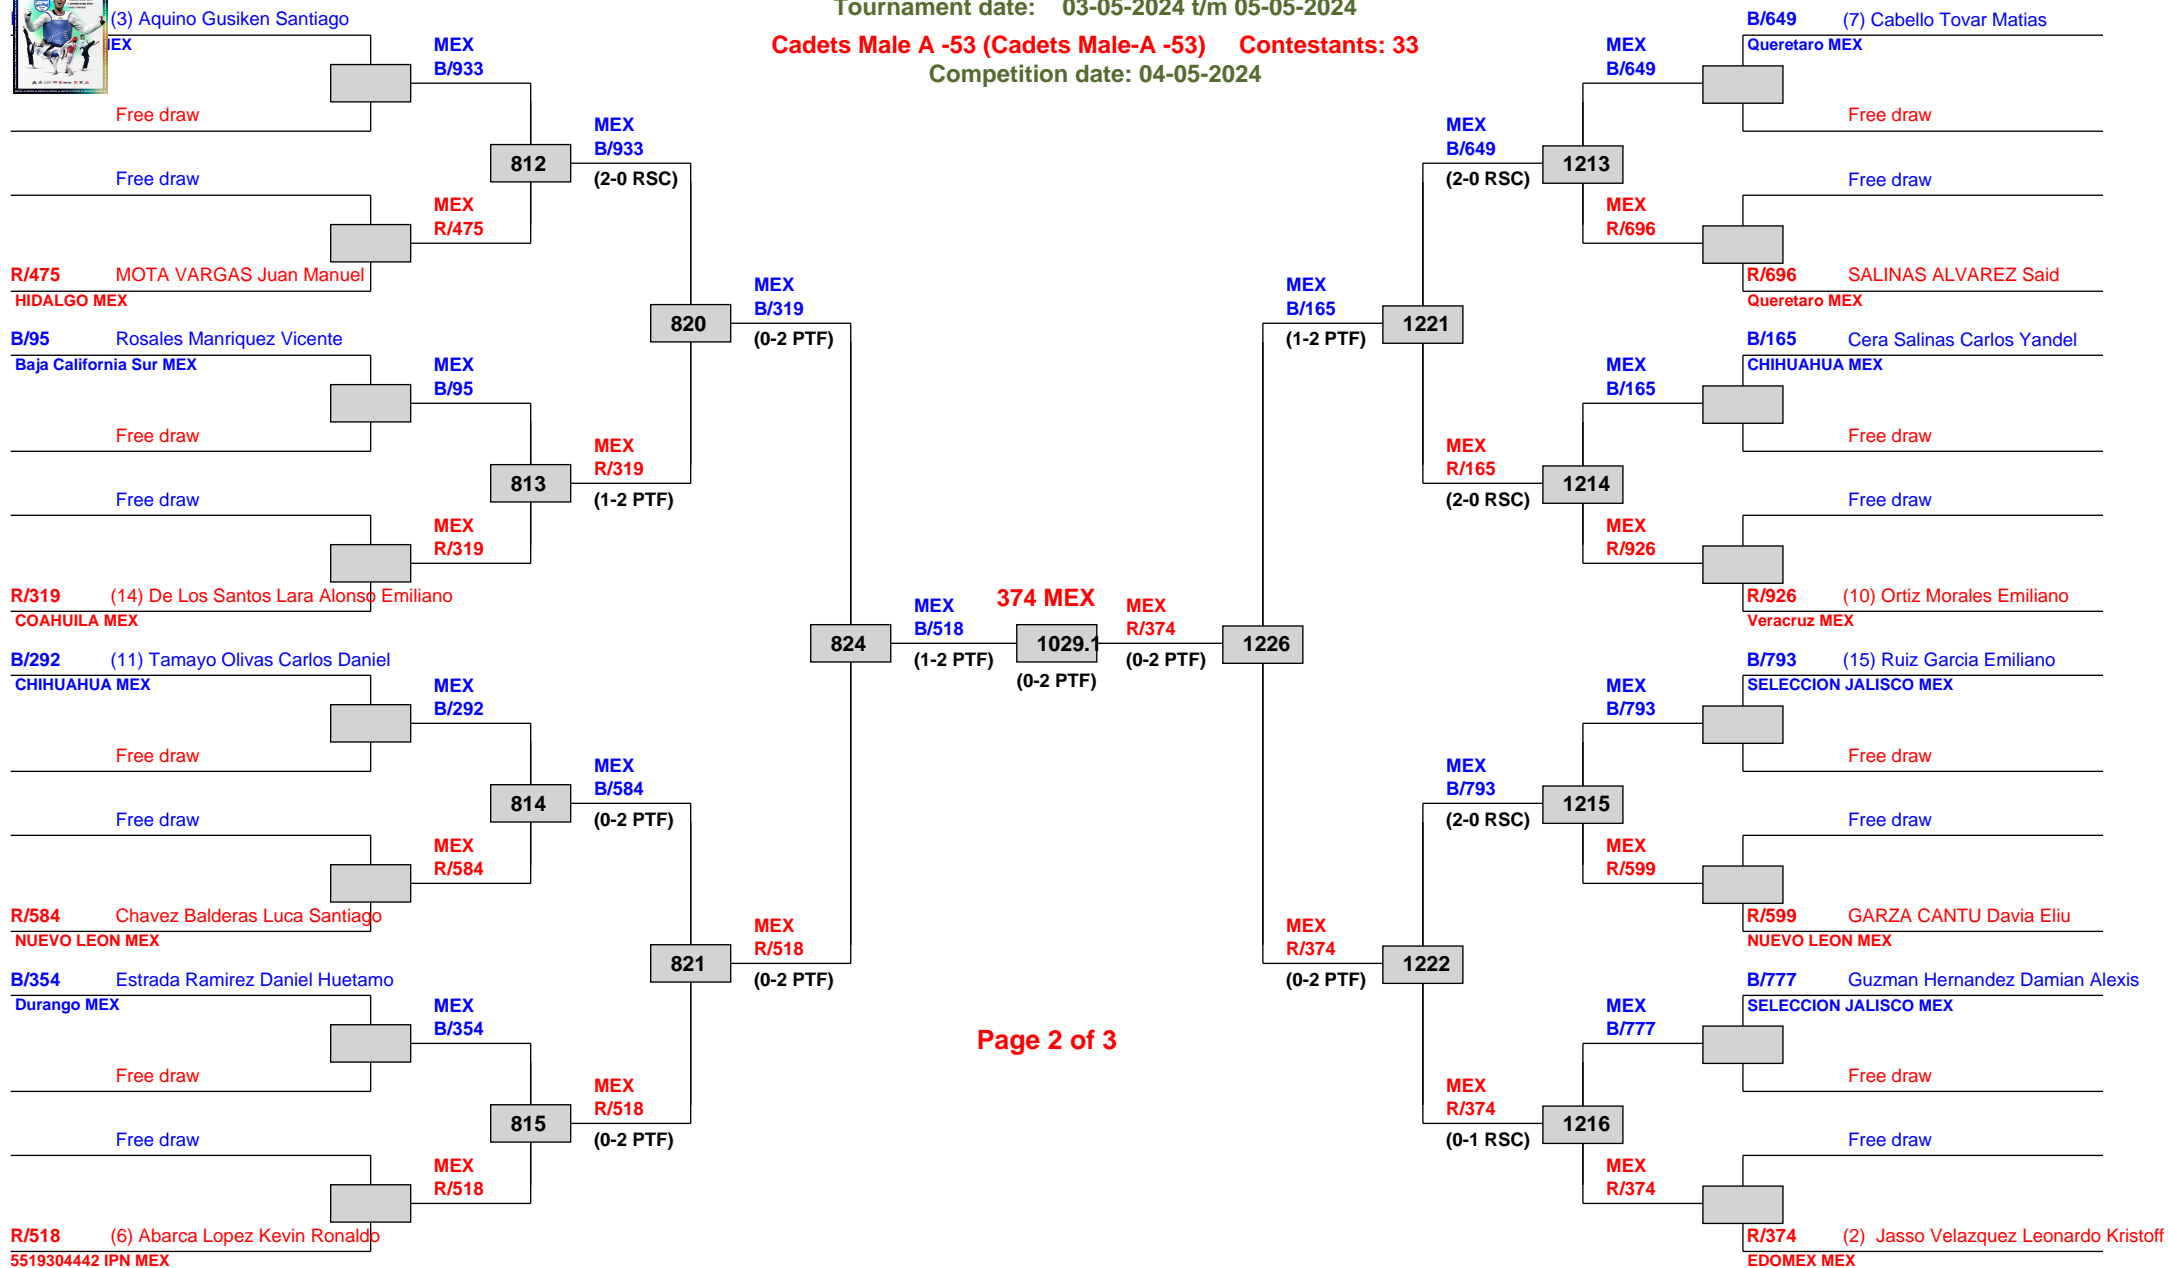 Tournament date: 03-05-2024 t/m 05-05-2024
Cadets Male A -53 (Cadets Male-A -53) Contestants: 33
Competition date: 04-05-2024
(3) Aquino Gusiken Santiago
MEX
B/933
Free draw
812
MEX
B/933
(2-0 RSC)
Free draw
MEX
R/475
R/475 MOTA VARGAS Juan Manuel
HIDALGO MEX
820
MEX
B/319
(0-2 PTF)
B/95 Rosales Manriquez Vicente
Baja California Sur MEX
MEX
B/95
Free draw
813
MEX
R/319
(1-2 PTF)
Free draw
MEX
R/319
R/319 (14) De Los Santos Lara Alonso Emiliano
COAHUILA MEX
824
MEX
B/518
(1-2 PTF)
B/292 (11) Tamayo Olivas Carlos Daniel
CHIHUAHUA MEX
MEX
B/292
Free draw
814
MEX
B/584
(0-2 PTF)
Free draw
MEX
R/584
R/584 Chavez Balderas Luca Santiago
NUEVO LEON MEX
821
MEX
R/518
(0-2 PTF)
B/354 Estrada Ramirez Daniel Huetamo
Durango MEX
MEX
B/354
Free draw
815
MEX
R/518
(0-2 PTF)
Free draw
MEX
R/518
R/518 (6) Abarca Lopez Kevin Ronaldo
5519304442 IPN MEX
374 MEX
1029.1
(0-2 PTF)
Page 2 of 3
MEX
R/374
(0-2 PTF)
1226
B/649 (7) Cabello Tovar Matias
Queretaro MEX
MEX
B/649
Free draw
1213
MEX
B/649
(2-0 RSC)
Free draw
MEX
R/696
R/696 SALINAS ALVAREZ Said
Queretaro MEX
1221
MEX
B/165
(1-2 PTF)
B/165 Cera Salinas Carlos Yandel
CHIHUAHUA MEX
MEX
B/165
Free draw
1214
MEX
R/165
(2-0 RSC)
Free draw
MEX
R/926
R/926 (10) Ortiz Morales Emiliano
Veracruz MEX
B/793 (15) Ruiz Garcia Emiliano
SELECCION JALISCO MEX
MEX
B/793
Free draw
1215
MEX
B/793
(2-0 RSC)
Free draw
MEX
R/599
R/599 GARZA CANTU Davia Eliu
NUEVO LEON MEX
1222
MEX
R/374
(0-2 PTF)
B/777 Guzman Hernandez Damian Alexis
SELECCION JALISCO MEX
MEX
B/777
Free draw
1216
MEX
R/374
(0-1 RSC)
Free draw
MEX
R/374
R/374 (2) Jasso Velazquez Leonardo Kristoff
EDOMEX MEX